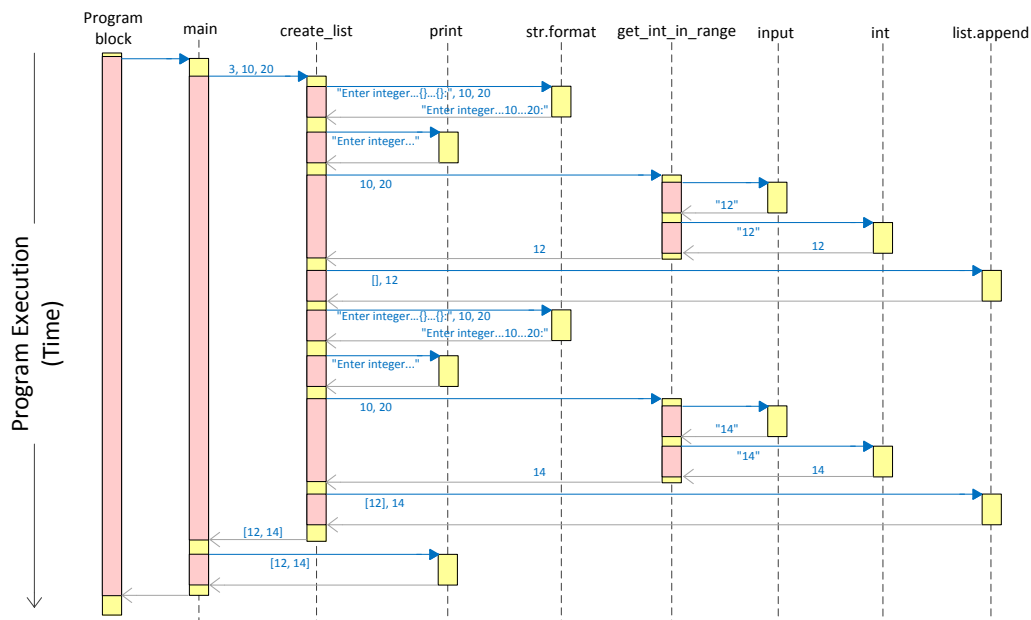 Program
block
main
create_list
print
str.format
get_int_in_range
input
int
list.append
3, 10, 20
"Enter integer...{}...{}:", 10, 20
"Enter integer...10...20:"
"Enter integer..."
10, 20
"12"
"12"
12
12
[], 12
"Enter integer...{}...{}:", 10, 20
"Enter integer...10...20:"
"Enter integer..."
10, 20
"14"
"14"
14
14
[12], 14
[12, 14]
[12, 14]
Program Execution
(Time)